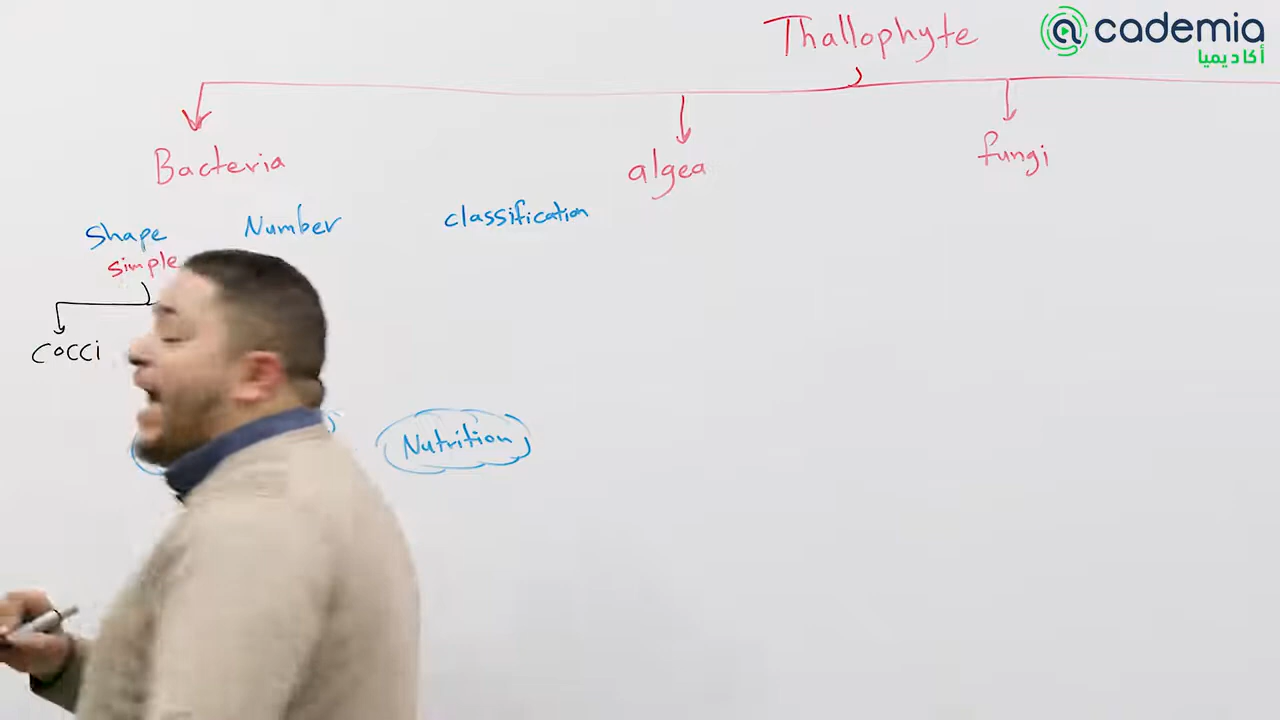 Thallophyte
@cademia
أكاديميا
Bacteria
algea
fungi
Shape
Number
classification
simple
cocci
Nutrition